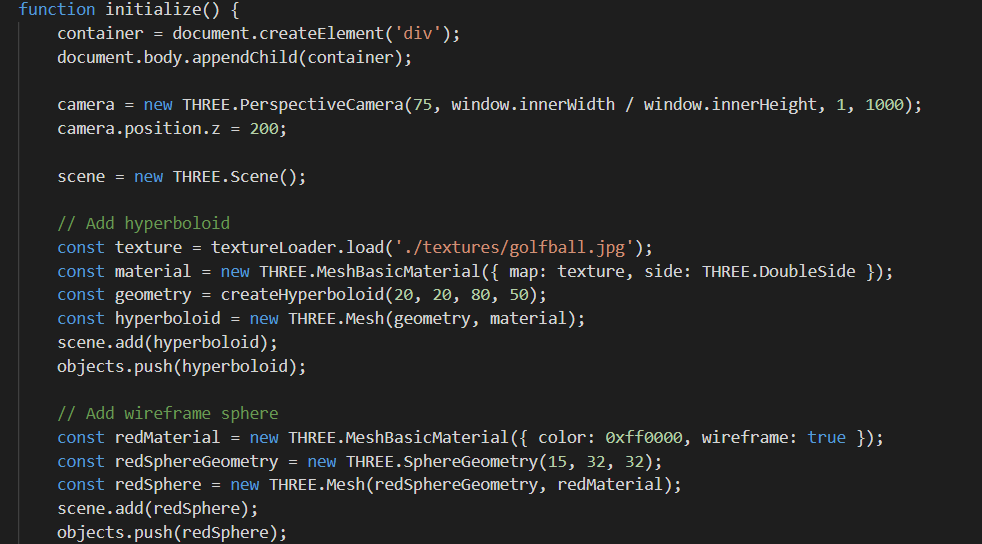 function initialize() {
    container = document.createElement('div');
    document.body.appendChild(container);

    camera = new THREE.PerspectiveCamera(75, window.innerWidth / window.innerHeight, 1, 1000);
    camera.position.z = 200;

    scene = new THREE.Scene();

    // Add hyperboloid
    const texture = textureLoader.load('./textures/golfball.jpg');
    const material = new THREE.MeshBasicMaterial({ map: texture, side: THREE.DoubleSide });
    const geometry = createHyperboloid(20, 20, 80, 50);
    const hyperboloid = new THREE.Mesh(geometry, material);
    scene.add(hyperboloid);
    objects.push(hyperboloid);

    // Add wireframe sphere
    const redMaterial = new THREE.MeshBasicMaterial({ color: 0xff0000, wireframe: true });
    const redSphereGeometry = new THREE.SphereGeometry(15, 32, 32);
    const redSphere = new THREE.Mesh(redSphereGeometry, redMaterial);
    scene.add(redSphere);
    objects.push(redSphere);